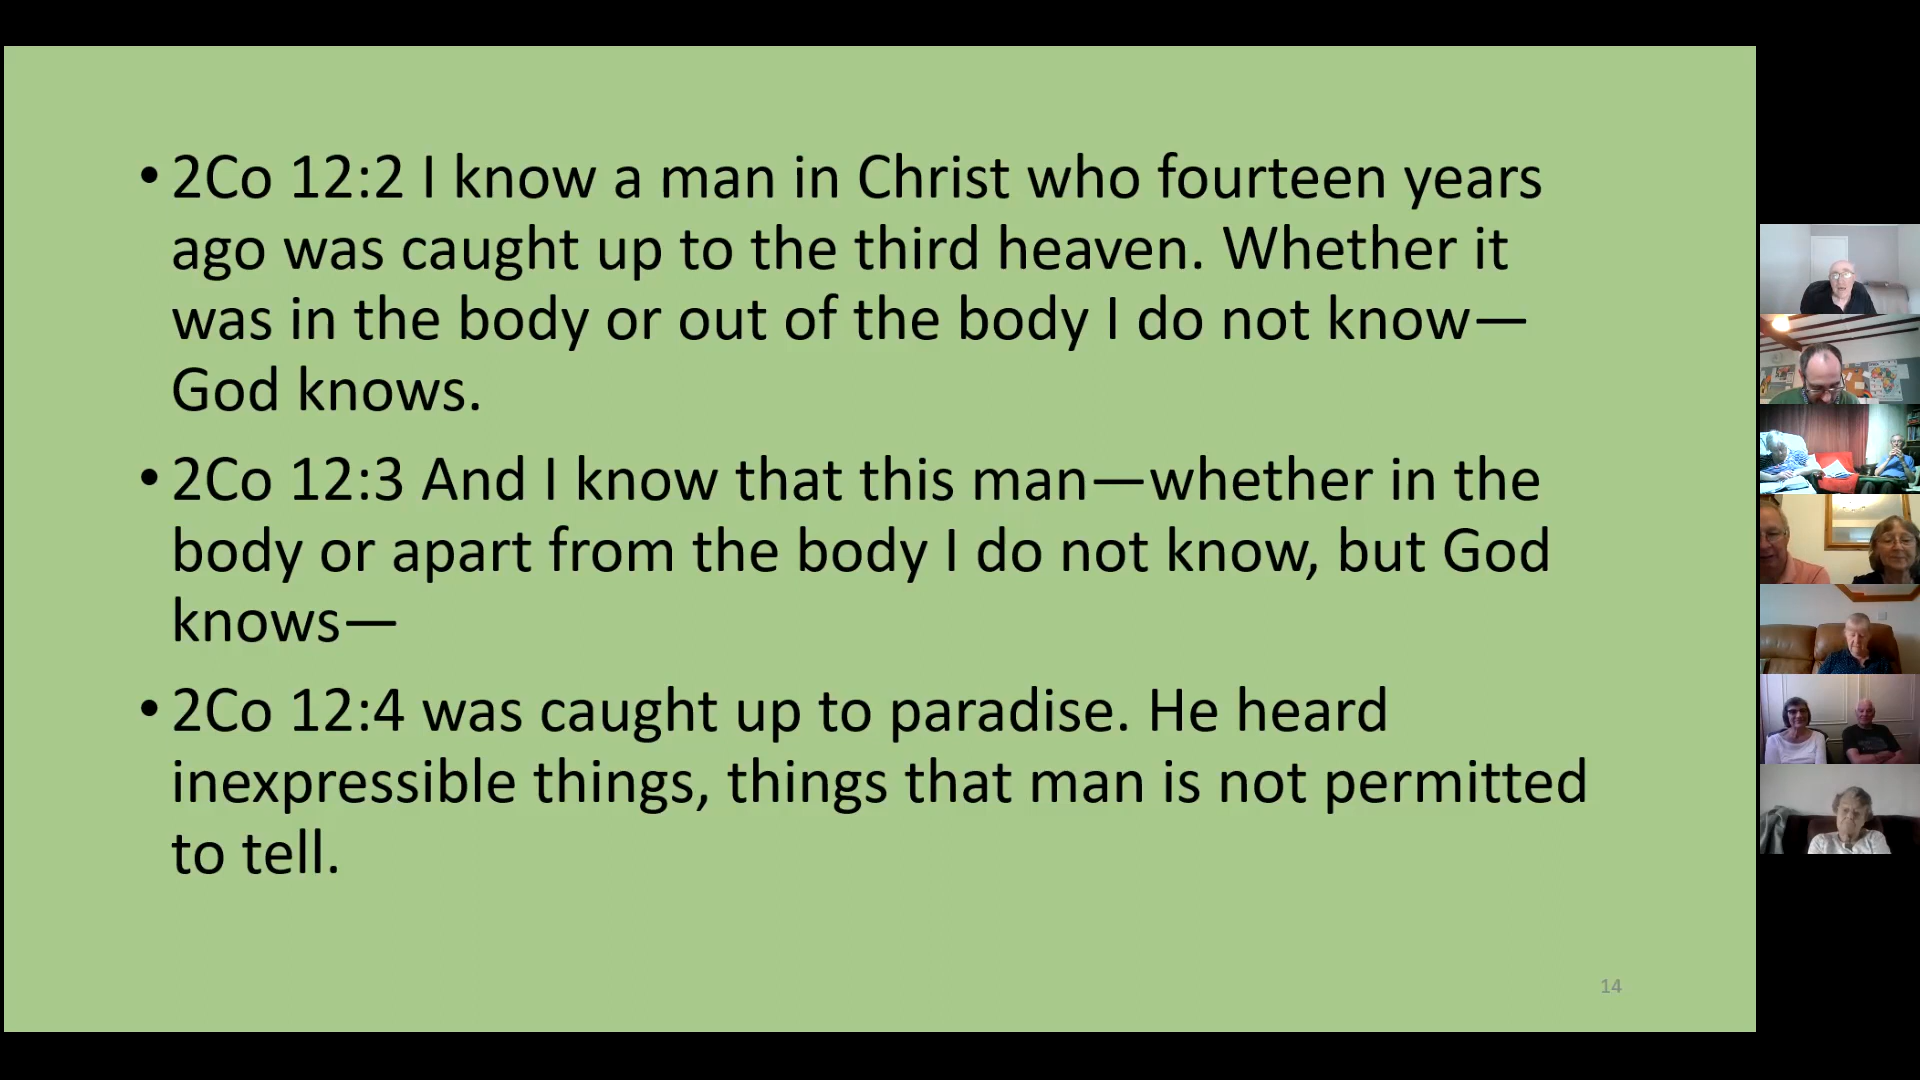 • 2Co 12:2 I know a man in Christ who fourteen years
ago was caught up to the third heaven. Whether it
was in the body or out of the body I do not know—
God knows.
• 2Co 12:3 And I know that this man—whether in the
body or apart from the body I do not know, but God
knows—
• 2Co 12:4 was caught up to paradise. He heard
inexpressible things, things that man is not permitted
to tell.
14